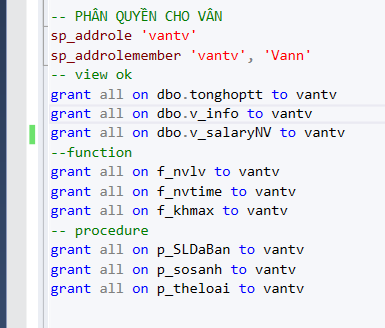 -- PHÂN QUYỀN CHO VÂN
sp_addrole 'vantv'
sp_addrolemember 'vantv', 'Vann'
-- view ok
grant all on dbo.tonghoptt to vantv
grant all on dbo.v_info to vantv
grant all on dbo.v_salaryNV to vantv
--function
grant all on f_nvlv to vantv
grant all on f_nvtime to vantv
grant all on f_khmax to vantv
-- procedure
grant all on p_SLDaBan to vantv
grant all on p_sosanh to vantv
grant all on p_theloai to vantv